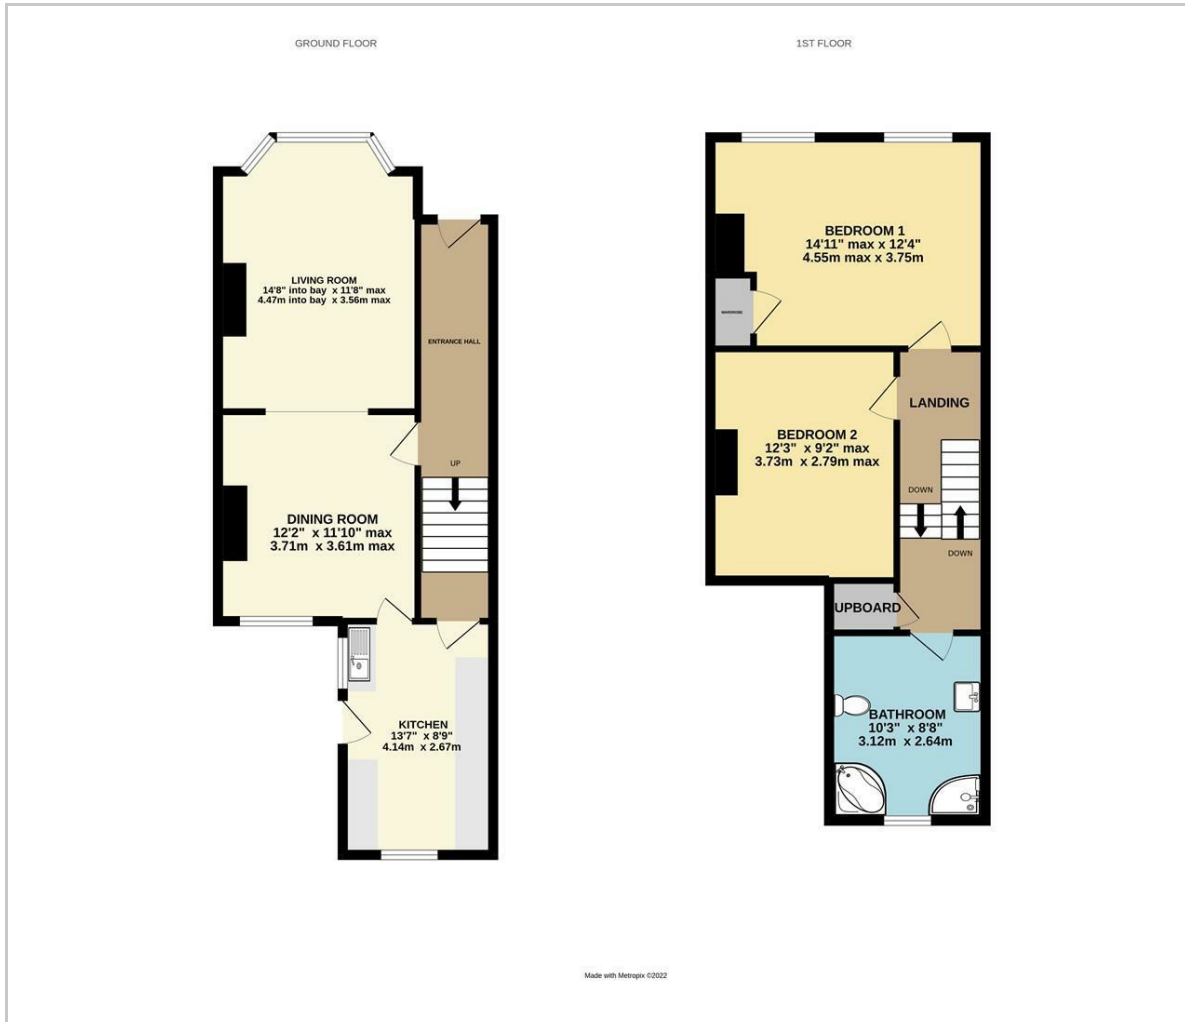 GROUND FLOOR
LIVING ROOM
14'8" into bay x 11'8" max
4.47m into bay x 3.56m max
ENTRANCE HALL
UP
DINING ROOM
12'2" x 11'10" max
3.71m x 3.61m max
KITCHEN
13'7" x 8'9"
4.14m x 2.67m
1ST FLOOR
BEDROOM 1
14'11" max x 12'4"
4.55m max x 3.75m
WARDROBE
LANDING
BEDROOM 2
12'3" x 9'2" max
3.73m x 2.79m max
DOWN
DOWN
UPBOARD
BATHROOM
10'3" x 8'8"
3.12m x 2.64m
Made with Metropix ©2022